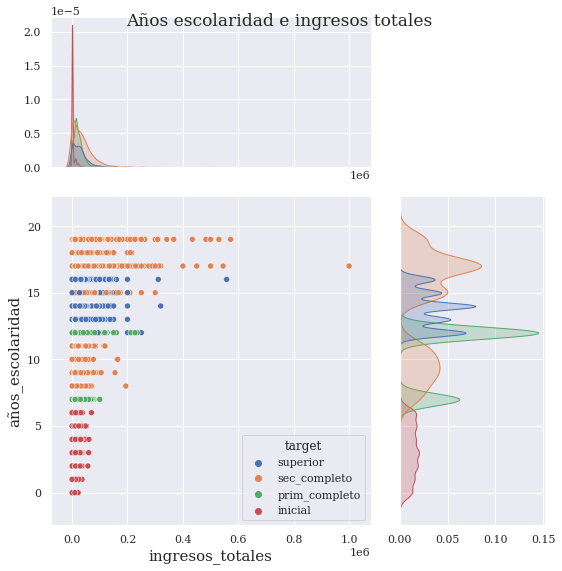 Años escolaridad e ingresos totales
1e−5
2.0
1.5
1.0
0.5
0.0
1e6
20
15
10
5
0
años_escolaridad
target
superior
sec_completo
prim_completo
inicial
0.0 0.2 0.4 0.6 0.8 1.0
1e6
ingresos_totales
0.00 0.05 0.10 0.15